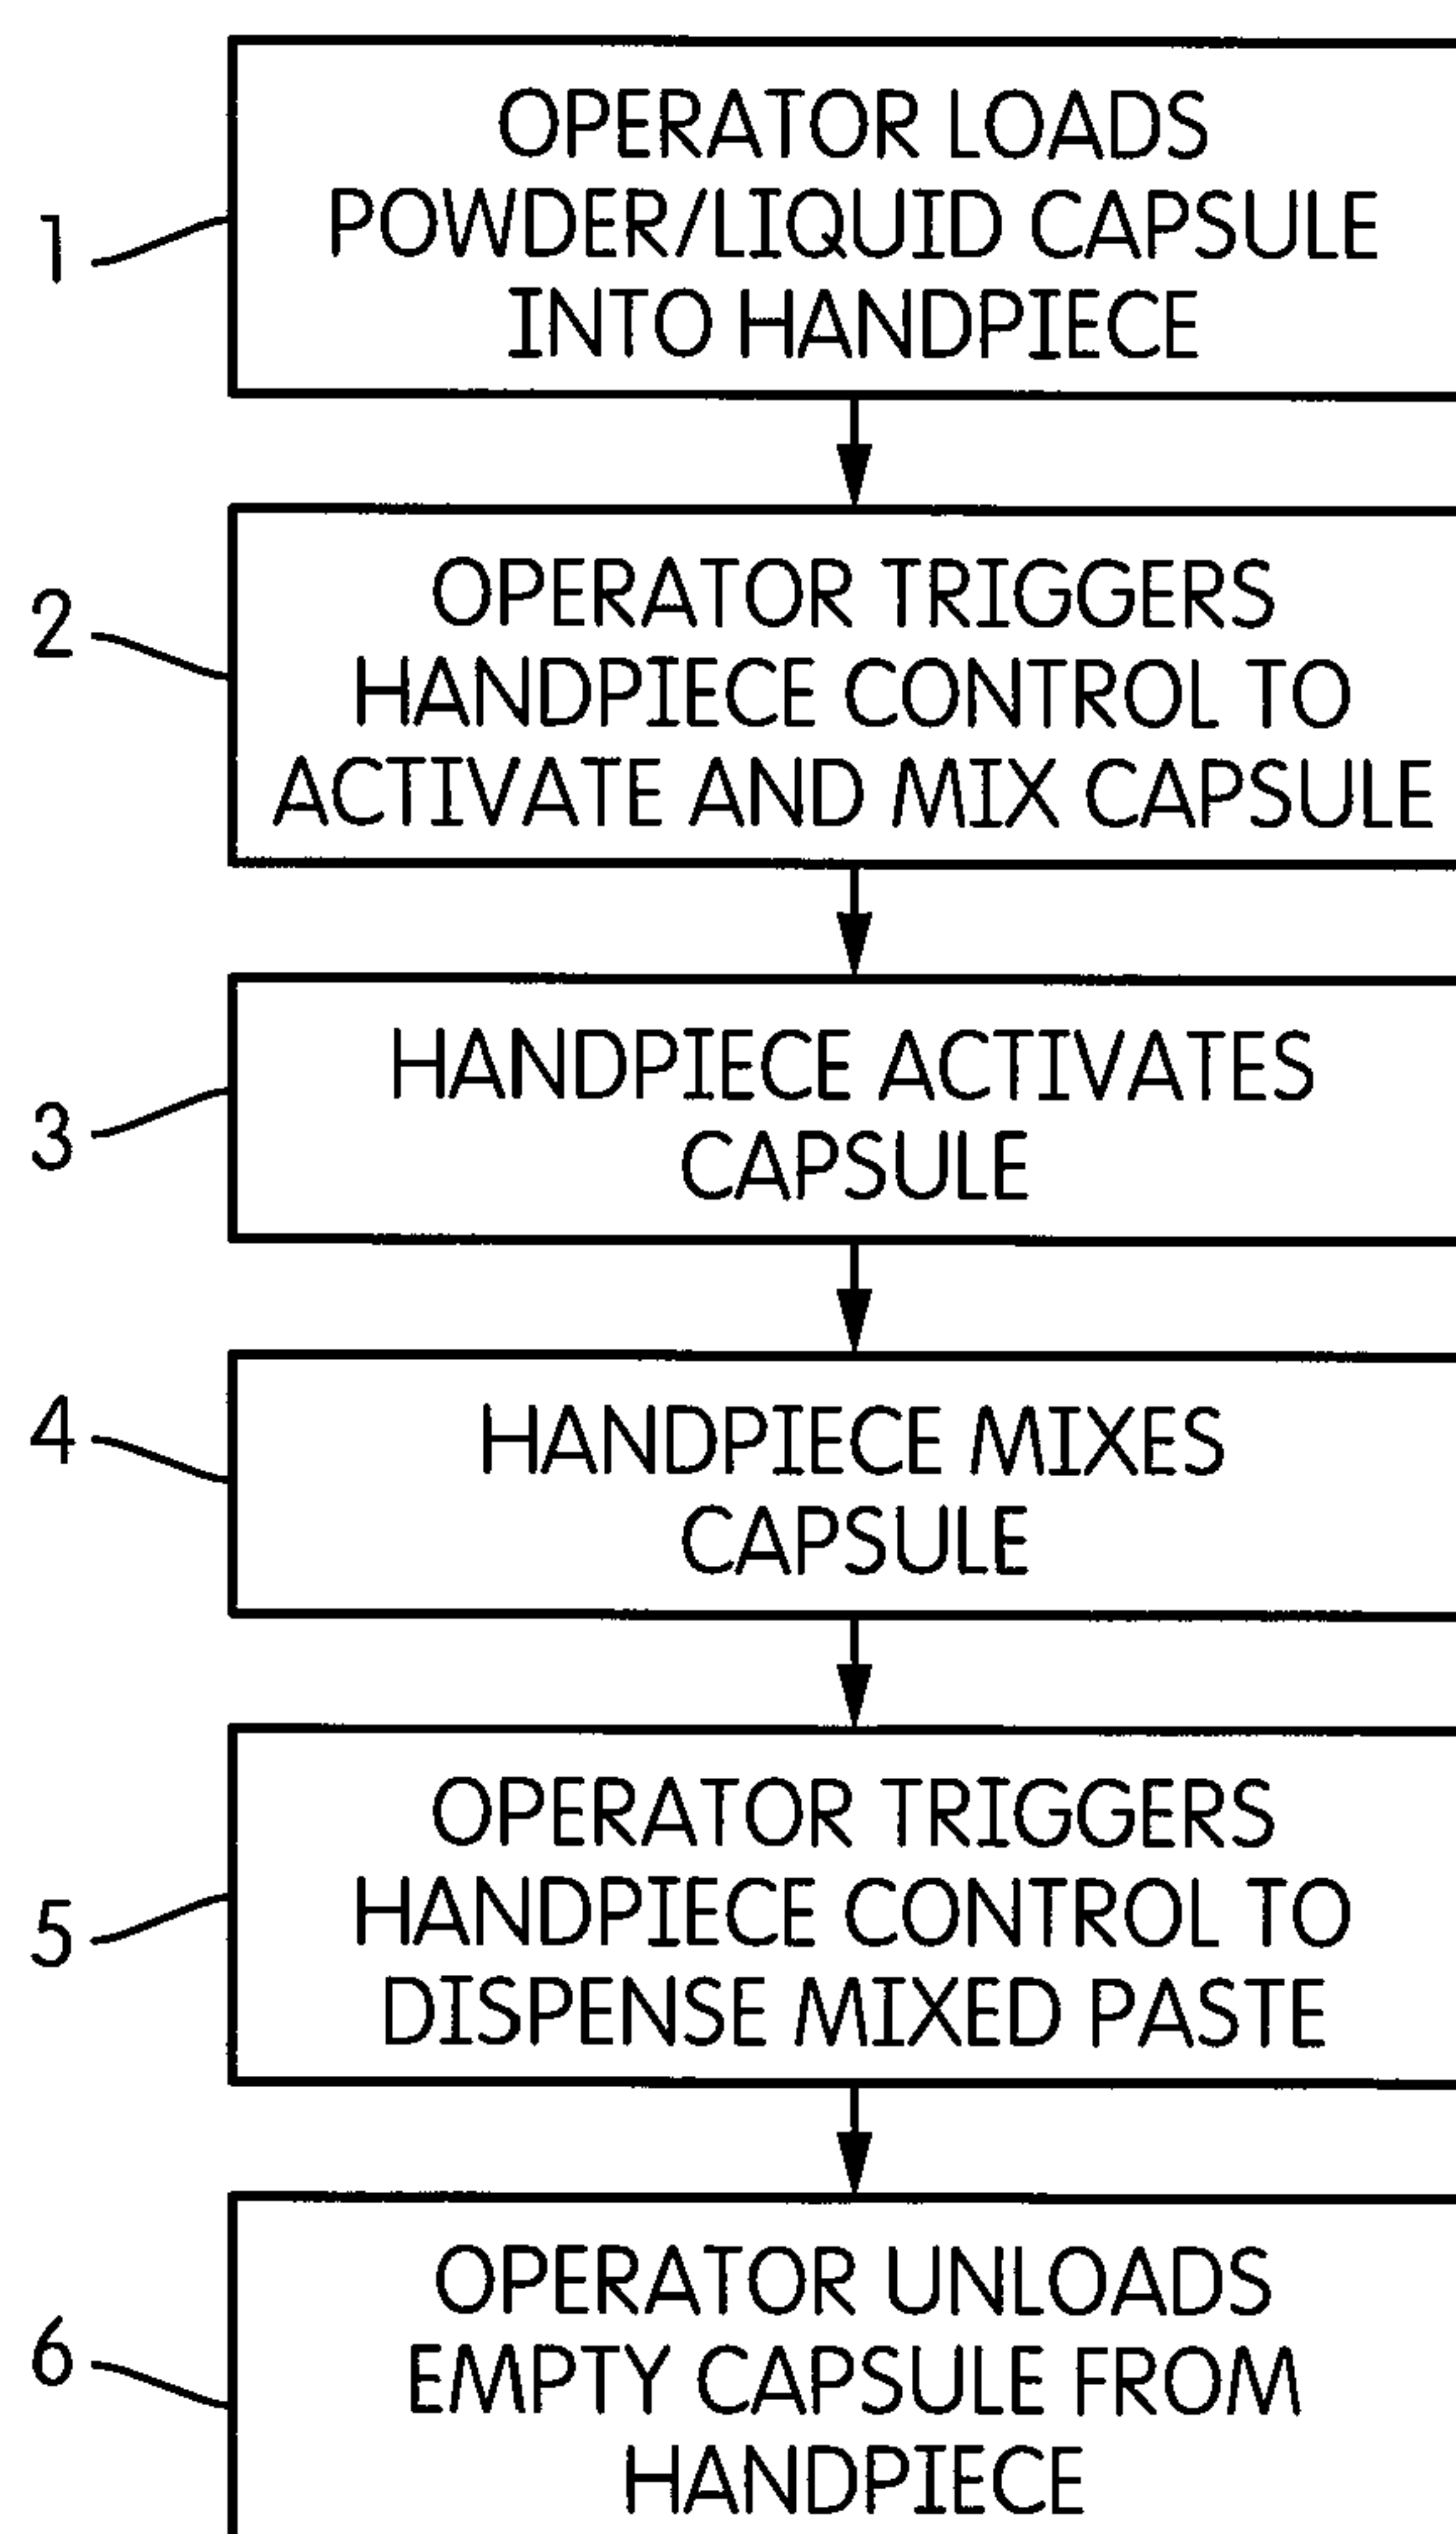 1
OPERATOR LOADS
POWDER/LIQUID CAPSULE
INTO HANDPIECE
2
OPERATOR TRIGGERS
HANDPIECE CONTROL TO
ACTIVATE AND MIX CAPSULE
3
HANDPIECE ACTIVATES
CAPSULE
4
HANDPIECE MIXES
CAPSULE
5
OPERATOR TRIGGERS
HANDPIECE CONTROL TO
DISPENSE MIXED PASTE
6
OPERATOR UNLOADS
EMPTY CAPSULE FROM
HANDPIECE